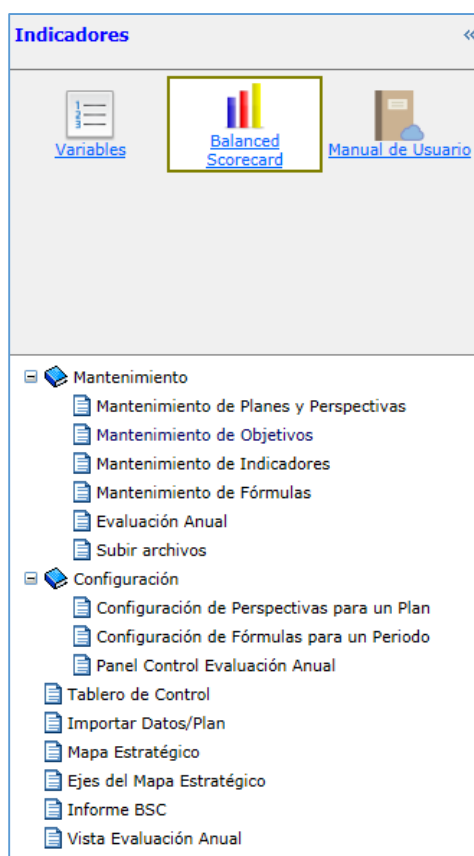 Indicadores «
Variables
Balanced
Scorecard
Manual de Usuario
Mantenimiento
Mantenimiento de Planes y Perspectivas
Mantenimiento de Objetivos
Mantenimiento de Indicadores
Mantenimiento de Fórmulas
Evaluación Anual
Subir archivos
Configuración
Configuración de Perspectivas para un Plan
Configuración de Fórmulas para un Periodo
Panel Control Evaluación Anual
Tablero de Control
Importar Datos/Plan
Mapa Estratégico
Ejes del Mapa Estratégico
Informe BSC
Vista Evaluación Anual